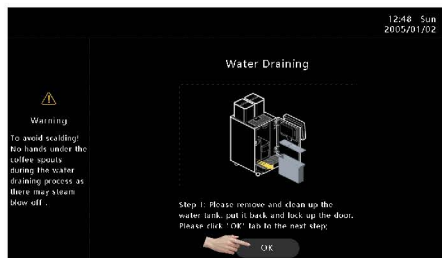 12:48 Sun
2005/01/02
Water Draining
Warning
To avoid scalding!
No hands under the
coffee spouts
during the water
draining process as
there may steam
blow off .
Step 1: Please remove and clean up the
water tank, put it back and lock up the door.
Please click "OK" tab to the next step;
OK